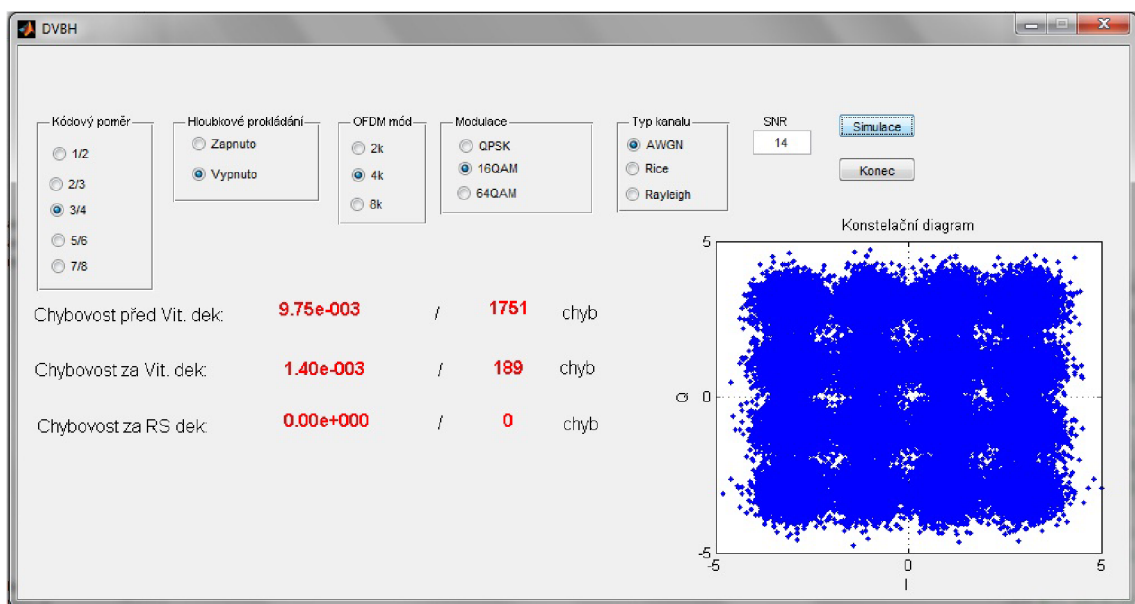 DVBH
Kódový poměr
1/2
2/3
3/4
5/6
7/8
Hloubkové prokládání
Zapnuto
Vypnuto
OFDM mód
2k
4k
8k
Modulace
QPSK
16QAM
64QAM
Typ kanalu
AWGN
Rice
Rayleigh
SNR
14
Simulace
Konec
Chybovost před Vit. dek:
9.75e-003 / 1751 chyb
Chybovost za Vit. dek:
1.40e-003 / 189 chyb
Chybovost za RS dek:
0.00e+000 / 0 chyb
Konstelační diagram
5
Q 0
-5
-5 0 5
I